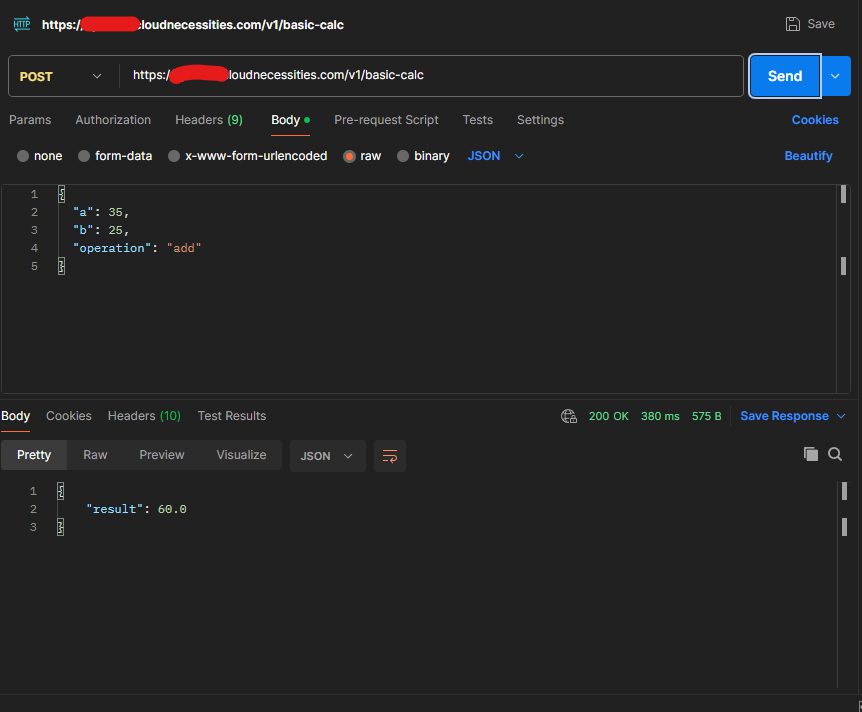 HTTP https:/ loudnecessities.com/v1/basic-calc Save
POST https:/ loudnecessities.com/v1/basic-calc Send
Params Authorization Headers (9) Body Pre-request Script Tests Settings Cookies
none form-data x-www-form-urlencoded raw binary JSON Beautify
1 {
2 "a": 35,
3 "b": 25,
4 "operation": "add"
5 }
Body Cookies Headers (10) Test Results 200 OK 380 ms 575 B Save Response
Pretty Raw Preview Visualize JSON
1 {
2 "result": 60.0
3 }